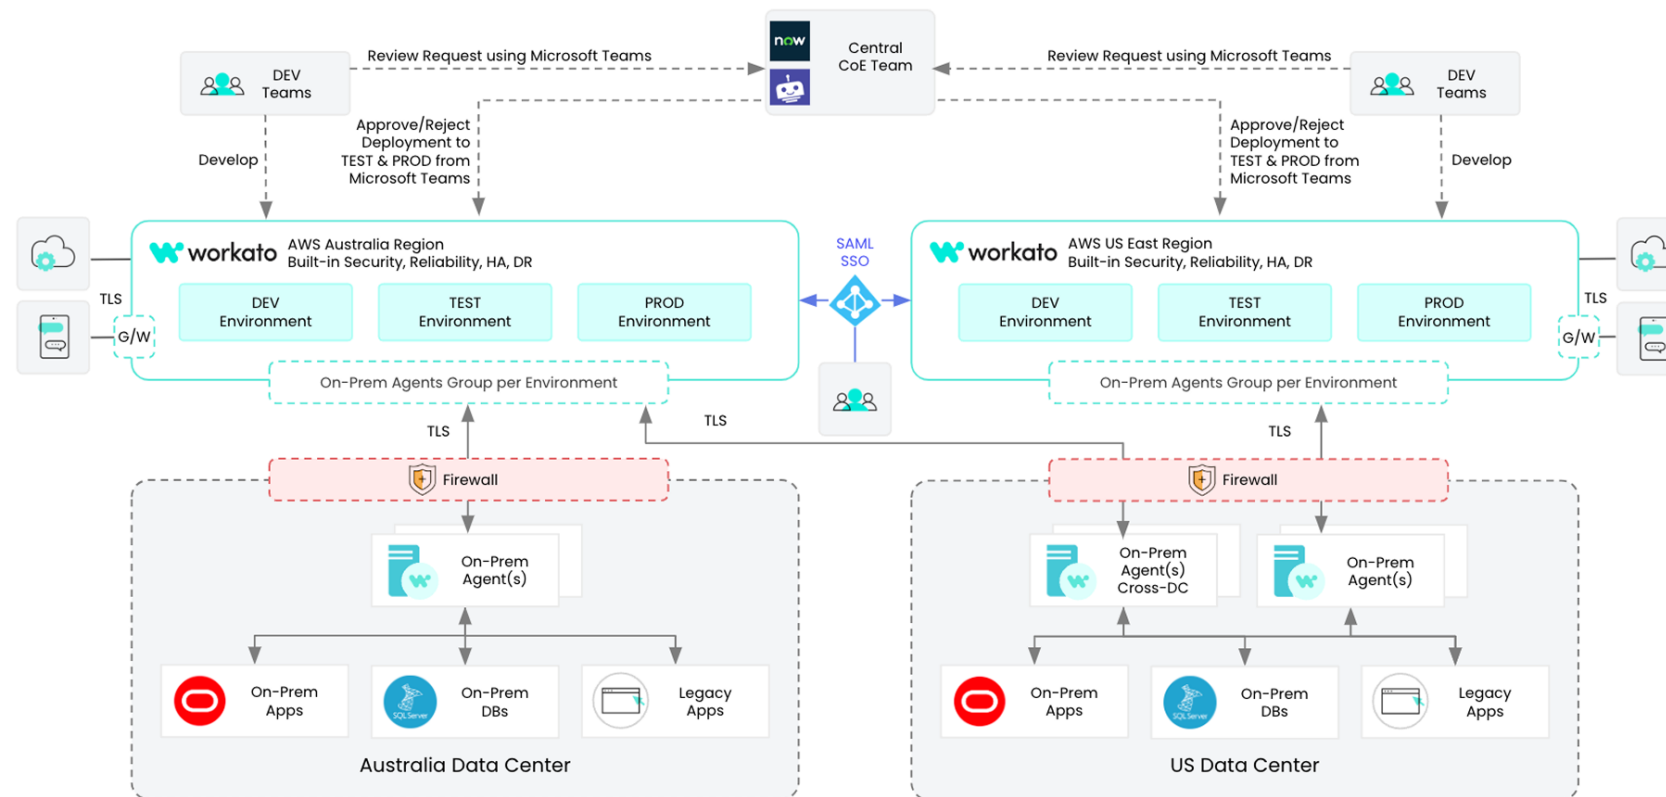 now
Central
CoE Team
Review Request using Microsoft Teams
Review Request using Microsoft Teams
DEV
Teams
DEV
Teams
Approve/Reject
Deployment to
TEST & PROD from
Microsoft Teams
Develop
Approve/Reject
Deployment to
TEST & PROD from
Microsoft Teams
Develop
workato
AWS Australia Region
Built-in Security, Reliability, HA, DR
DEV
Environment
TEST
Environment
PROD
Environment
TLS
G/W
On-Prem Agents Group per Environment
SAML
SSO
workato
AWS US East Region
Built-in Security, Reliability, HA, DR
DEV
Environment
TEST
Environment
PROD
Environment
TLS
G/W
On-Prem Agents Group per Environment
TLS
TLS
TLS
Firewall
Firewall
On-Prem
Agent(s)
On-Prem
Agent(s)
Cross-DC
On-Prem
Agent(s)
On-Prem
Apps
SQL Server
On-Prem
DBs
Legacy
Apps
On-Prem
Apps
SQL Server
On-Prem
DBs
Legacy
Apps
Australia Data Center
US Data Center